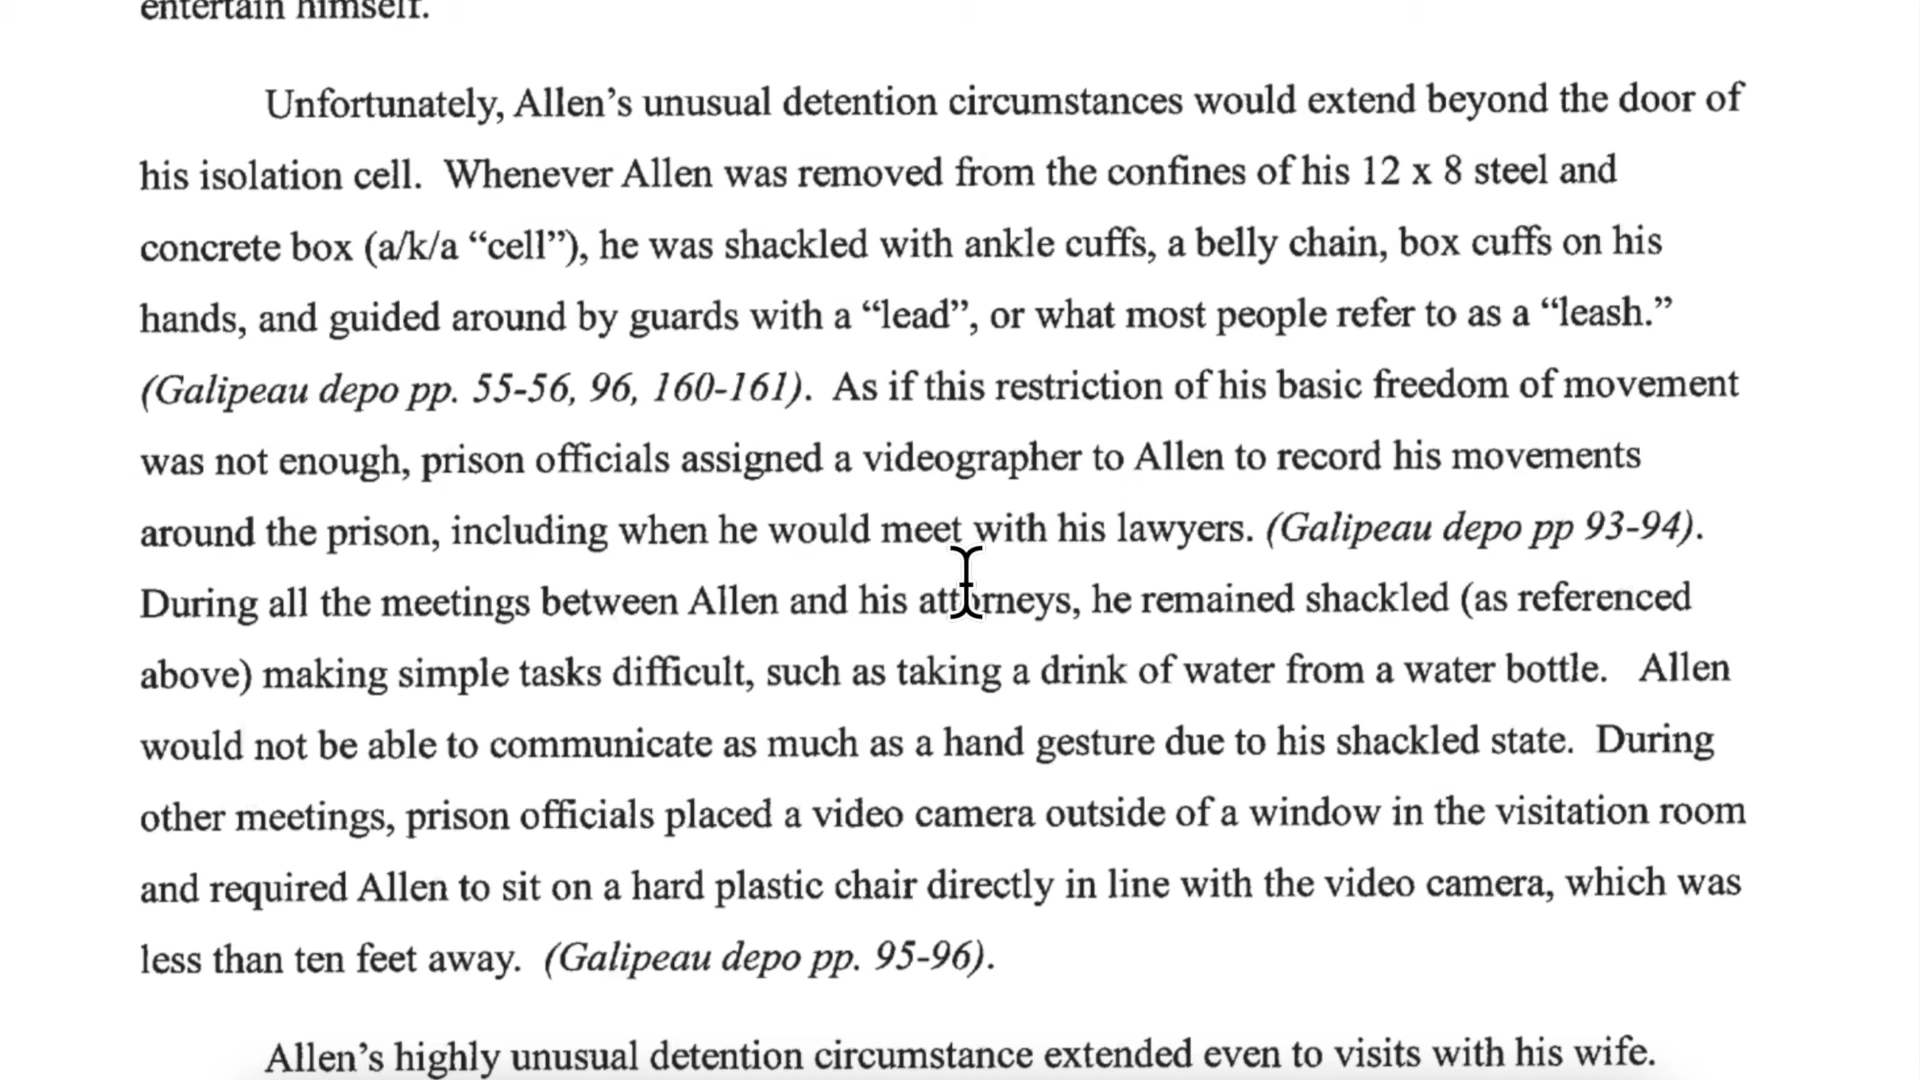 entertain himself.
Unfortunately, Allen’s unusual detention circumstances would extend beyond the door of
his isolation cell.  Whenever Allen was removed from the confines of his 12 x 8 steel and
concrete box (a/k/a “cell”), he was shackled with ankle cuffs, a belly chain, box cuffs on his
hands, and guided around by guards with a “lead”, or what most people refer to as a “leash.”
(Galipeau depo pp. 55-56, 96, 160-161).  As if this restriction of his basic freedom of movement
was not enough, prison officials assigned a videographer to Allen to record his movements
around the prison, including when he would meet with his lawyers. (Galipeau depo pp 93-94).
During all the meetings between Allen and his attorneys, he remained shackled (as referenced
above) making simple tasks difficult, such as taking a drink of water from a water bottle.   Allen
would not be able to communicate as much as a hand gesture due to his shackled state.  During
other meetings, prison officials placed a video camera outside of a window in the visitation room
and required Allen to sit on a hard plastic chair directly in line with the video camera, which was
less than ten feet away.  (Galipeau depo pp. 95-96).
Allen’s highly unusual detention circumstance extended even to visits with his wife.